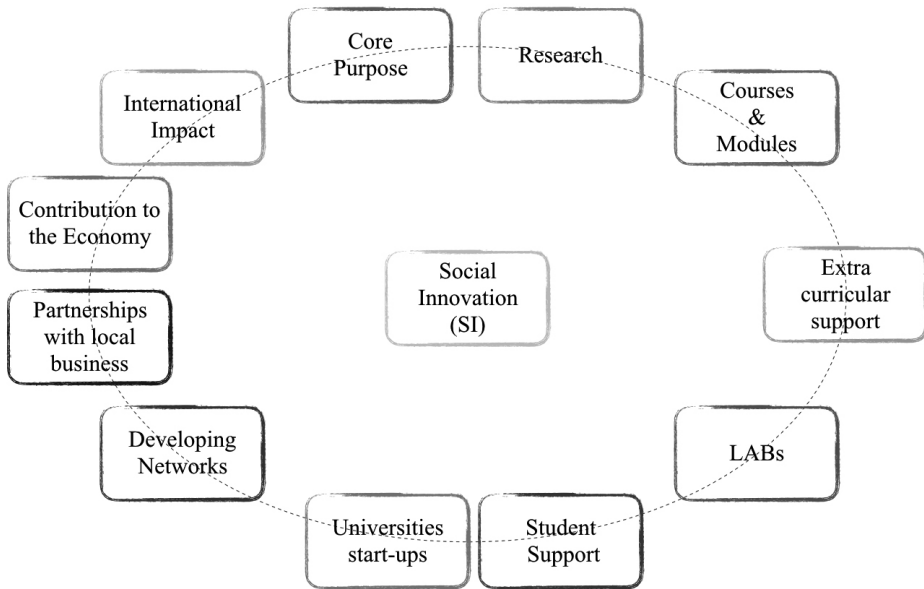 Core
Purpose
Research
International
Impact
Courses
&
Modules
Contribution to
the Economy
Social
Innovation
(SI)
Extra
curricular
support
Partnerships
with local
business
Developing
Networks
LABs
Universities
start-ups
Student
Support